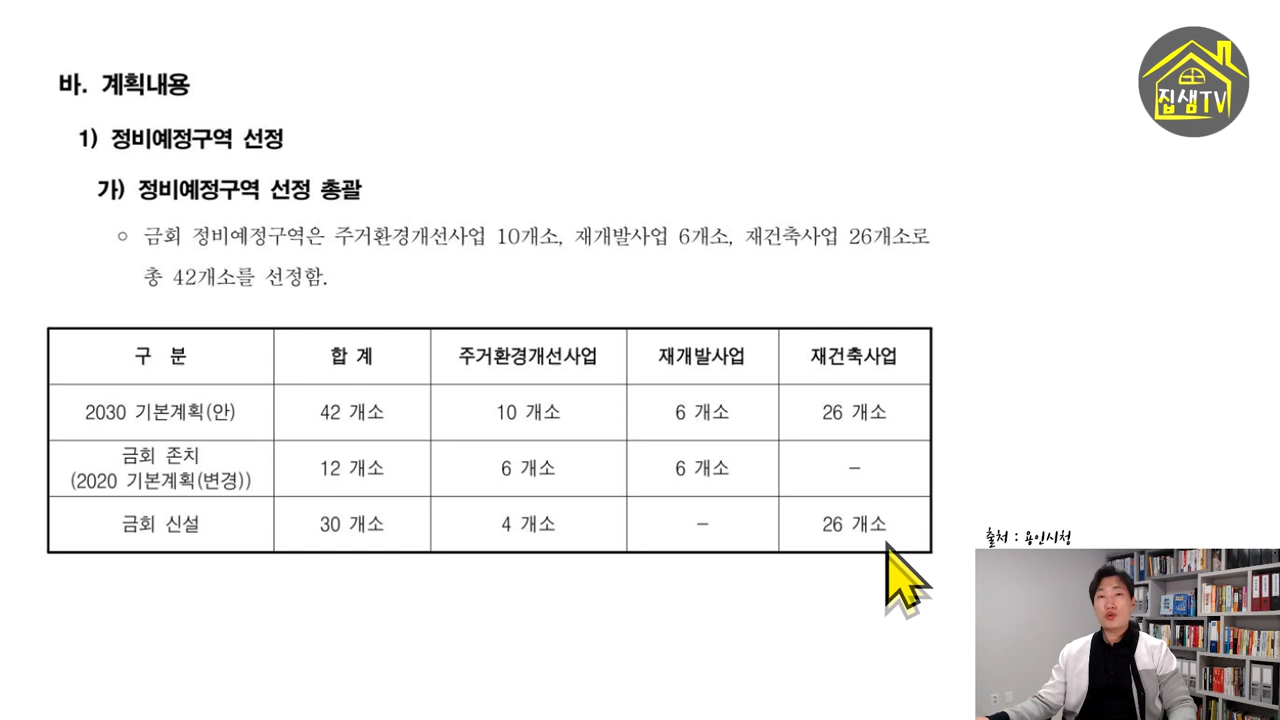 집샘TV
바. 계획내용
1) 정비예정구역 선정
가) 정비예정구역 선정 총괄
○ 금회 정비예정구역은 주거환경개선사업 10개소, 재개발사업 6개소, 재건축사업 26개소로
총 42개소를 선정함.
구 분 합 계 주거환경개선사업 재개발사업 재건축사업
2030 기본계획(안) 42 개소 10 개소 6 개소 26 개소
금회 존치
(2020 기본계획(변경)) 12 개소 6 개소 6 개소 –
금회 신설 30 개소 4 개소 – 26 개소
출처 : 용인시청